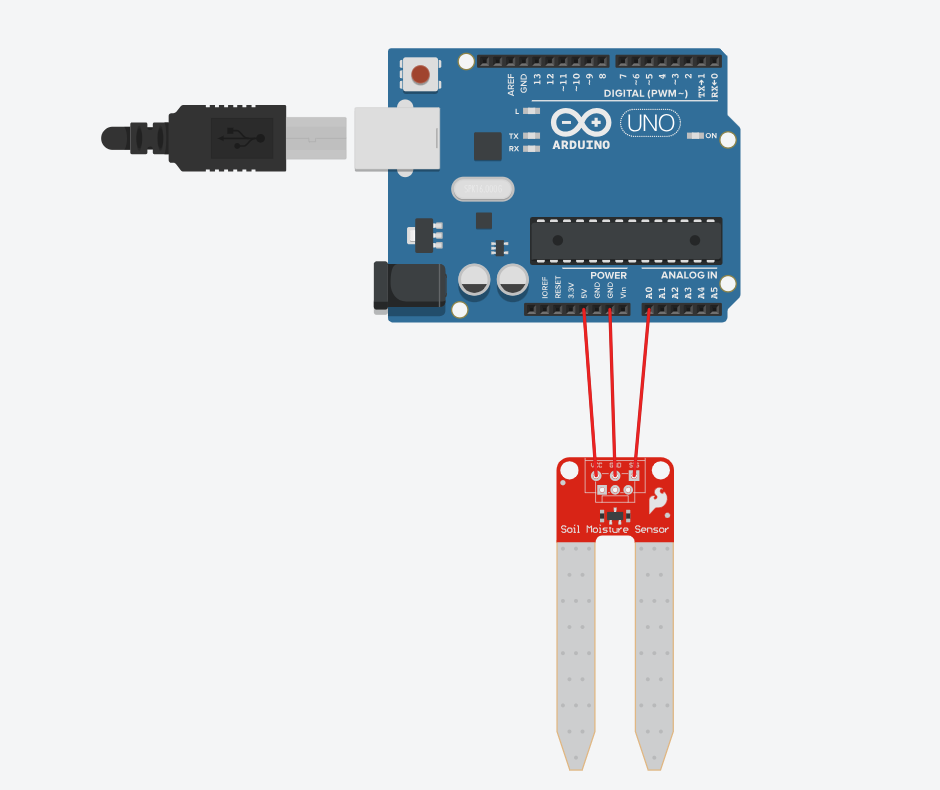 AREF
GND
13
12
~11
~10
~9
8
7
~6
~5
4
~3
2
TX→1
RX←0
DIGITAL (PWM~)
L
TX
RX
ARDUINO
UNO
ON
POWER
ANALOG IN
IOREF
RESET
3.3V
5V
GND
GND
Vin
A0
A1
A2
A3
A4
A5
Soil Moisture Sensor